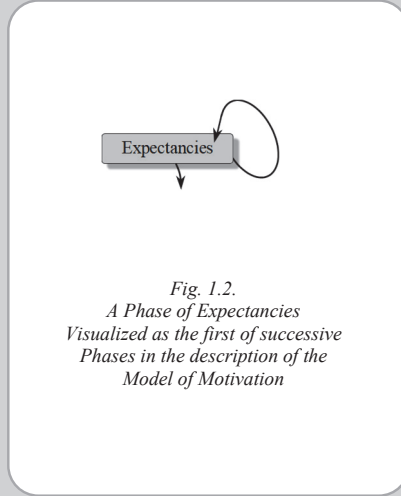 Expectancies
Fig. 1.2.
A Phase of Expectancies
Visualized as the first of successive
Phases in the description of the
Model of Motivation